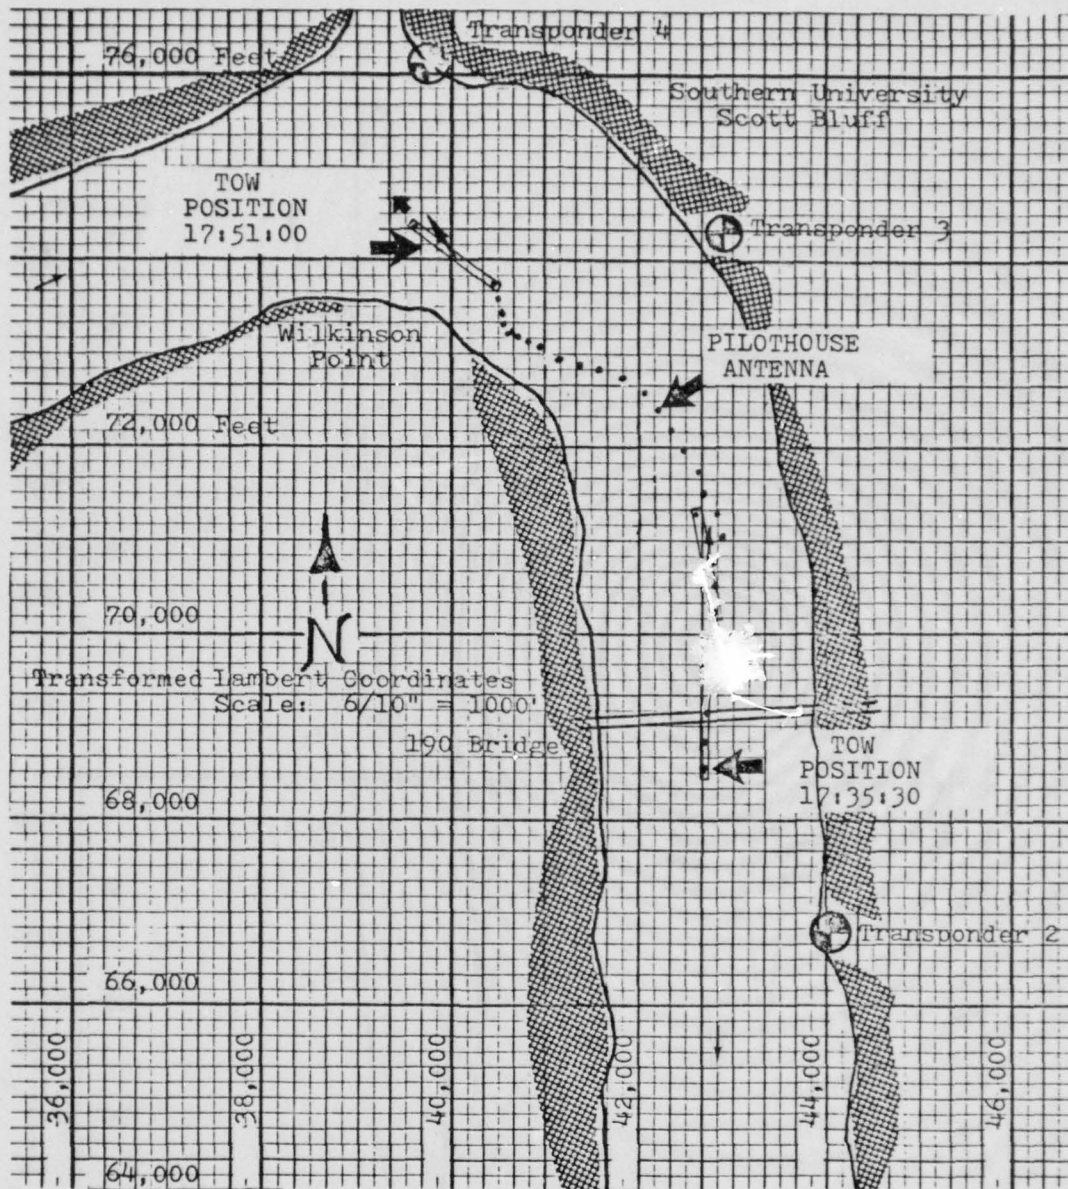 Transponder 4
76,000 Feet
Southern University
Scott Bluff
TOW
POSITION
17:51:00
Transponder 3
Wilkinson
Point
PILOTHOUSE
ANTENNA
72,000 Feet
70,000
N
Transformed Lambert Coordinates
Scale: 6/10" = 1000'
190 Bridge
TOW
POSITION
17:35:30
68,000
Transponder 2
66,000
36,000
38,000
40,000
42,000
44,000
46,000
64,000